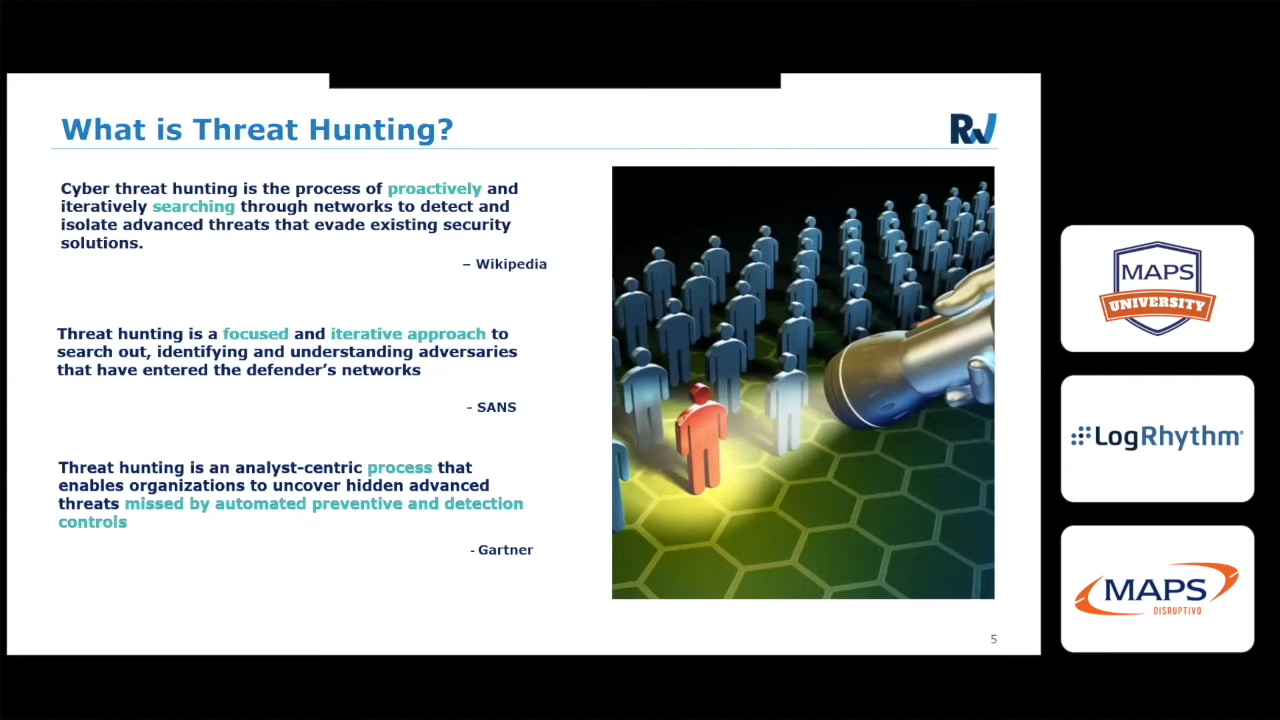 What is Threat Hunting?
RW
Cyber threat hunting is the process of proactively and
iteratively searching through networks to detect and
isolate advanced threats that evade existing security
solutions.
– Wikipedia
Threat hunting is a focused and iterative approach to
search out, identifying and understanding adversaries
that have entered the defender’s networks
- SANS
Threat hunting is an analyst-centric process that
enables organizations to uncover hidden advanced
threats missed by automated preventive and detection
controls
- Gartner
5
MAPS
UNIVERSITY
LogRhythm
MAPS
DISRUPTIVO